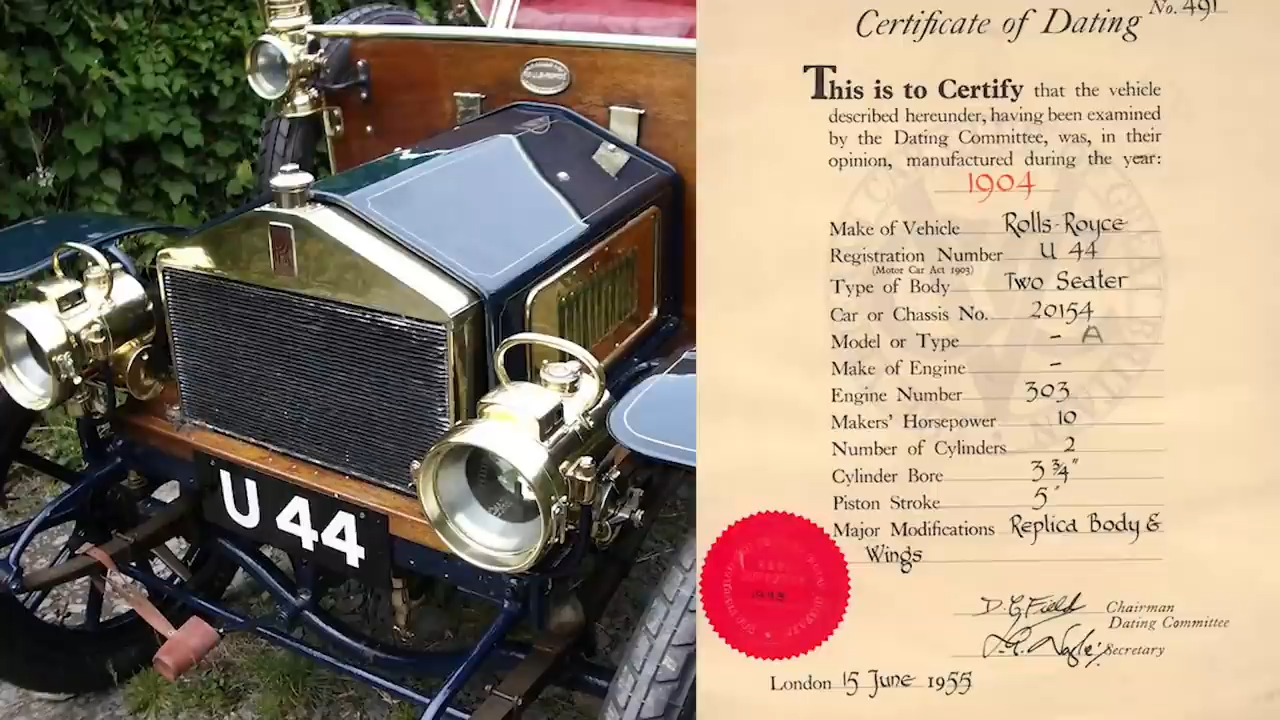 U 44
No. 491
Certificate of Dating
This is to Certify that the vehicle
described hereunder, having been examined
by the Dating Committee, was, in their
opinion, manufactured during the year:
1904
Make of Vehicle Rolls-Royce
Registration Number U 44
(Motor Car Act 1903)
Type of Body Two Seater
Car or Chassis No. 20154
Model or Type - A
Make of Engine -
Engine Number 303
Makers' Horsepower 10
Number of Cylinders 2
Cylinder Bore 3 ¾"
Piston Stroke 5"
Major Modifications Replica Body &
Wings
D. G. Field Chairman
Dating Committee
Secretary
London 15 June 1955